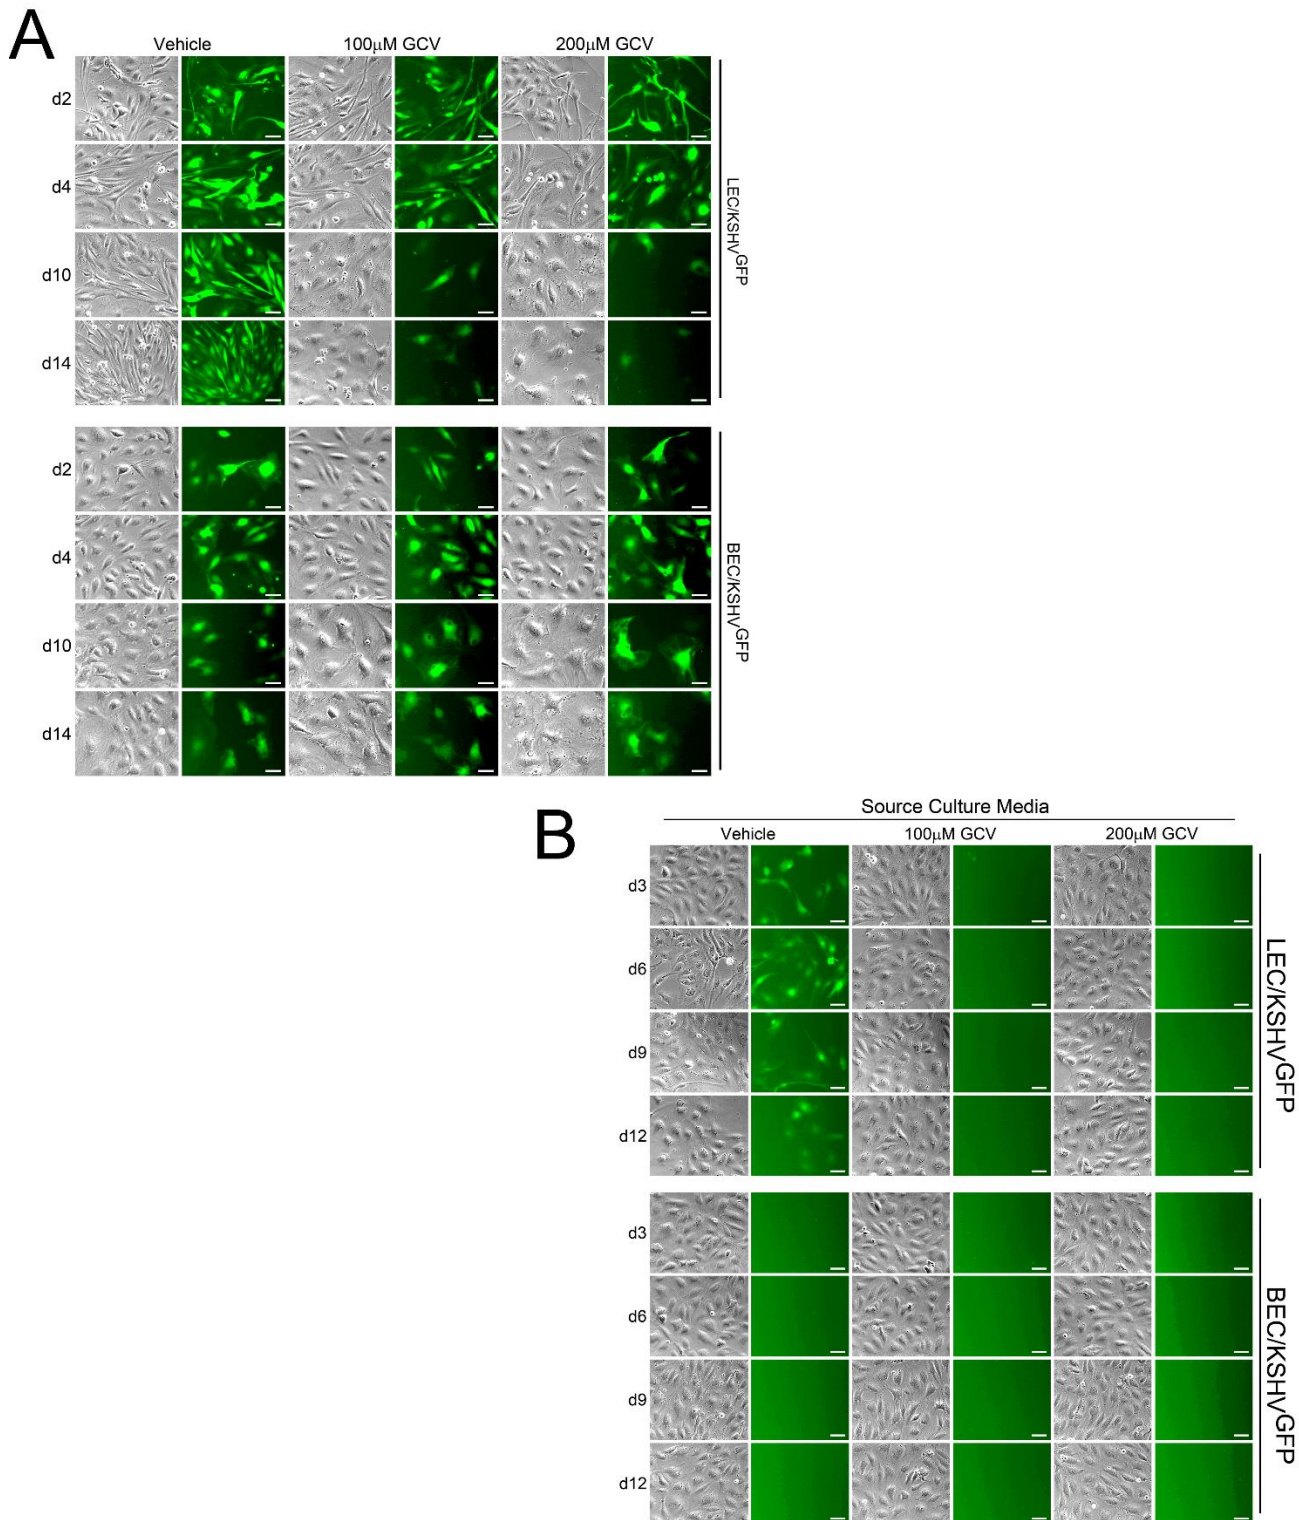 A
Vehicle 100μM GCV 200μM GCV
d2
d4
d10
d14
LEC/KSHVGFP
d2
d4
d10
d14
BEC/KSHVGFP
B
Source Culture Media
Vehicle 100μM GCV 200μM GCV
d3
d6
d9
d12
LEC/KSHVGFP
d3
d6
d9
d12
BEC/KSHVGFP